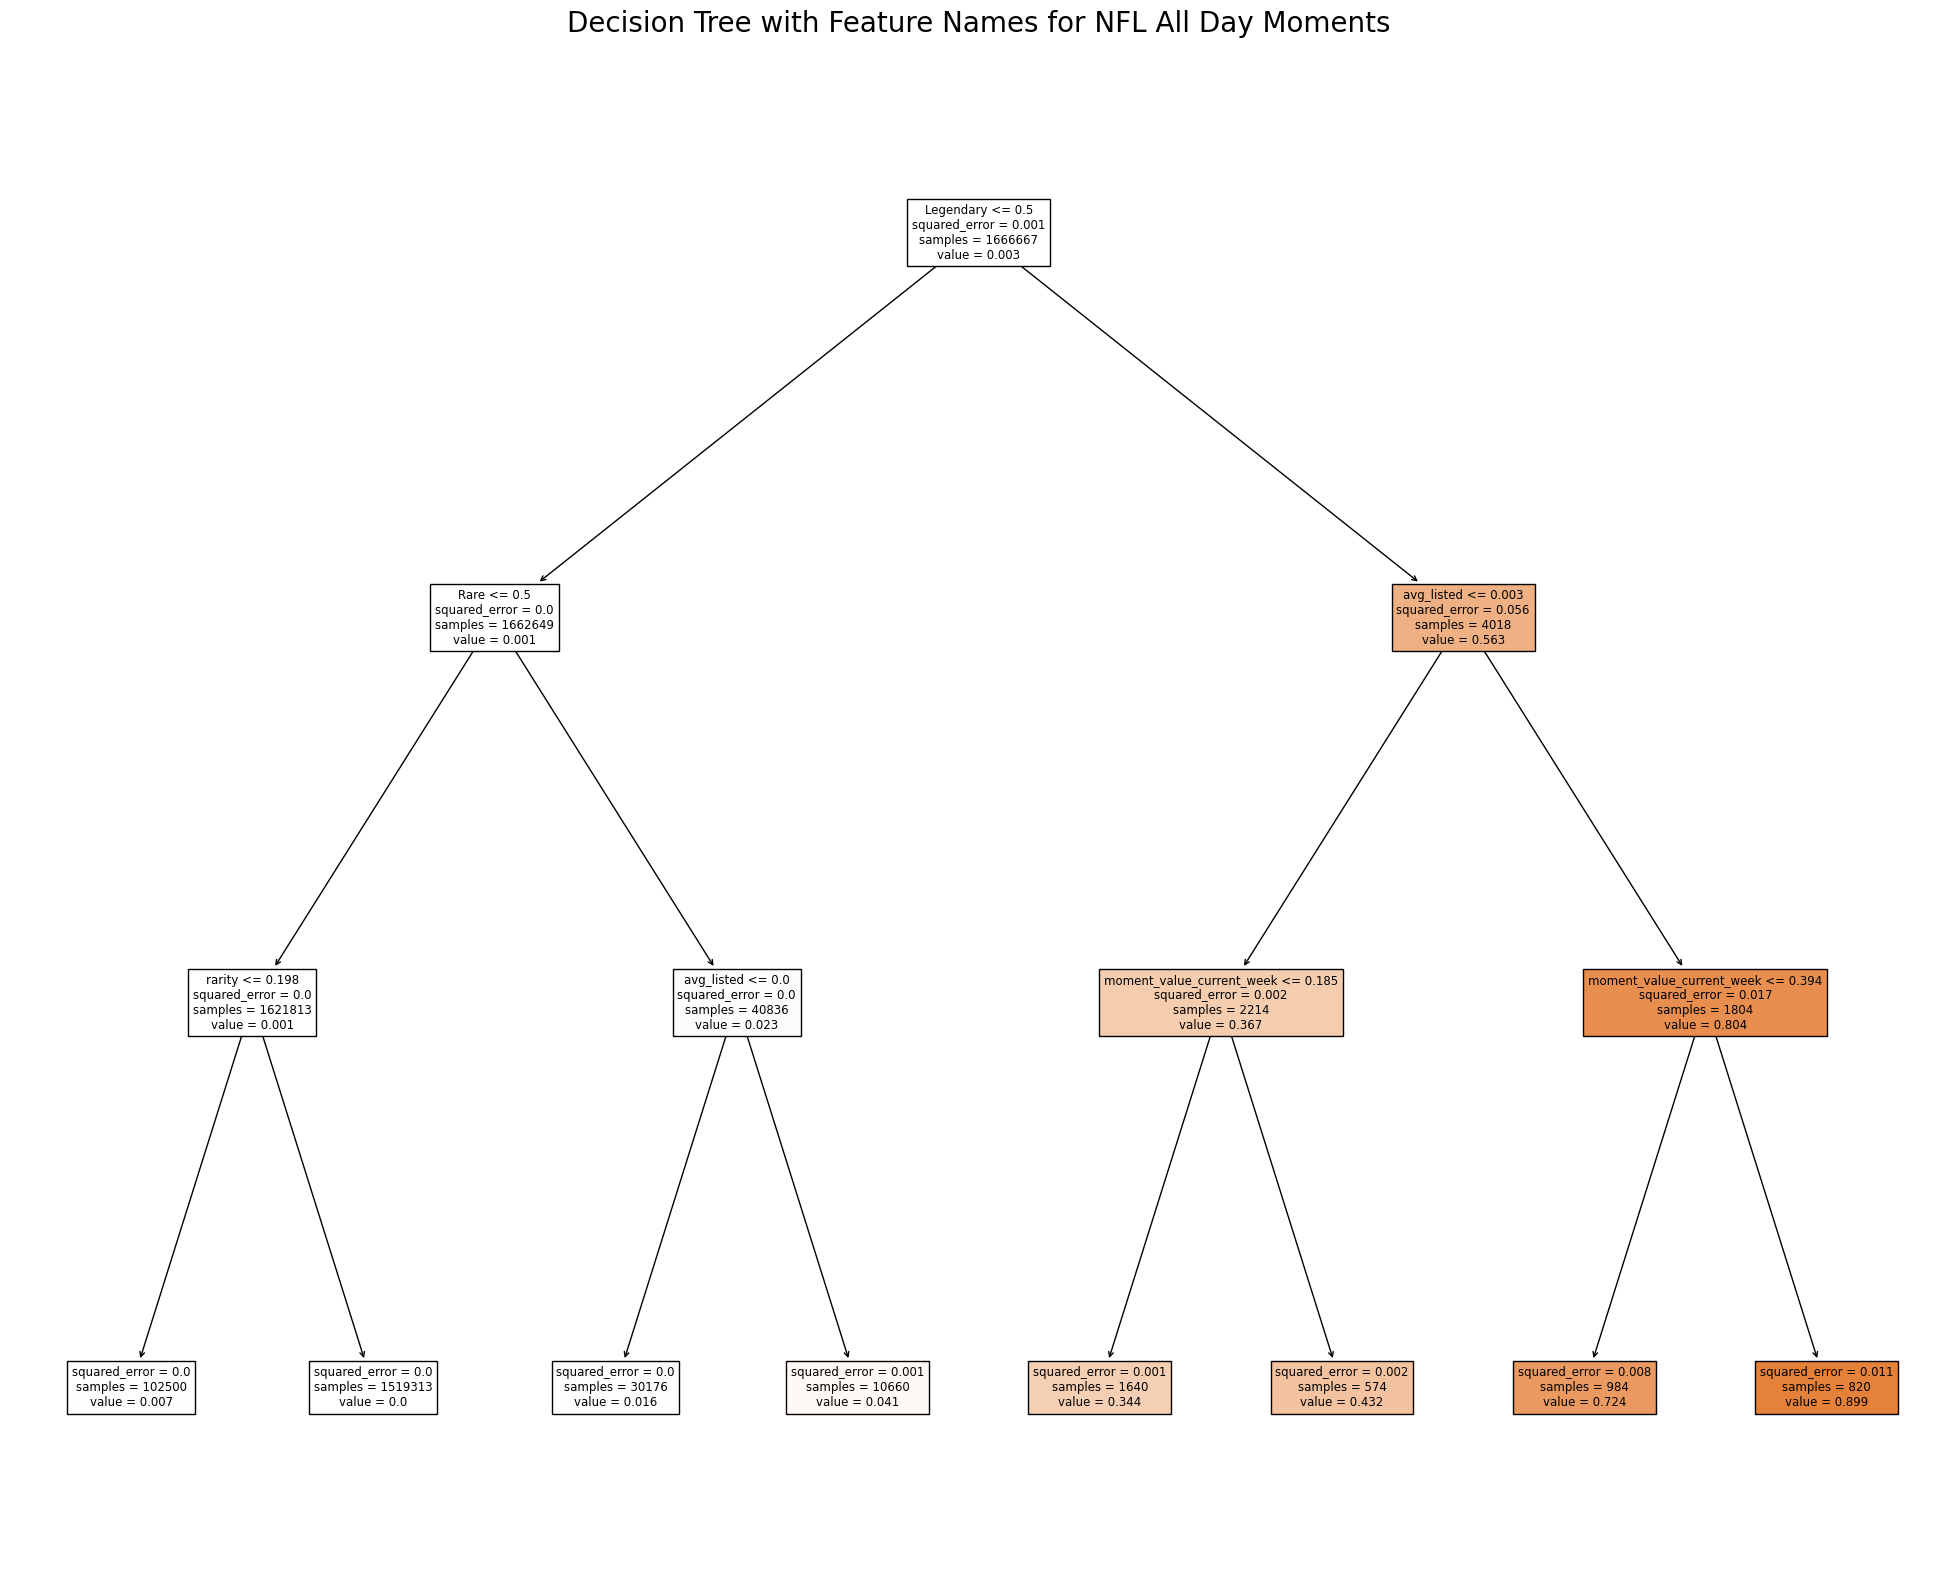 Decision Tree with Feature Names for NFL All Day Moments
Legendary <= 0.5
squared_error = 0.001
samples = 1666667
value = 0.003
Rare <= 0.5
squared_error = 0.0
samples = 1662649
value = 0.001
avg_listed <= 0.003
squared_error = 0.056
samples = 4018
value = 0.563
rarity <= 0.198
squared_error = 0.0
samples = 1621813
value = 0.001
avg_listed <= 0.0
squared_error = 0.0
samples = 40836
value = 0.023
moment_value_current_week <= 0.185
squared_error = 0.002
samples = 2214
value = 0.367
moment_value_current_week <= 0.394
squared_error = 0.017
samples = 1804
value = 0.804
squared_error = 0.0
samples = 102500
value = 0.007
squared_error = 0.0
samples = 1519313
value = 0.0
squared_error = 0.0
samples = 30176
value = 0.016
squared_error = 0.001
samples = 10660
value = 0.041
squared_error = 0.001
samples = 1640
value = 0.344
squared_error = 0.002
samples = 574
value = 0.432
squared_error = 0.008
samples = 984
value = 0.724
squared_error = 0.011
samples = 820
value = 0.899